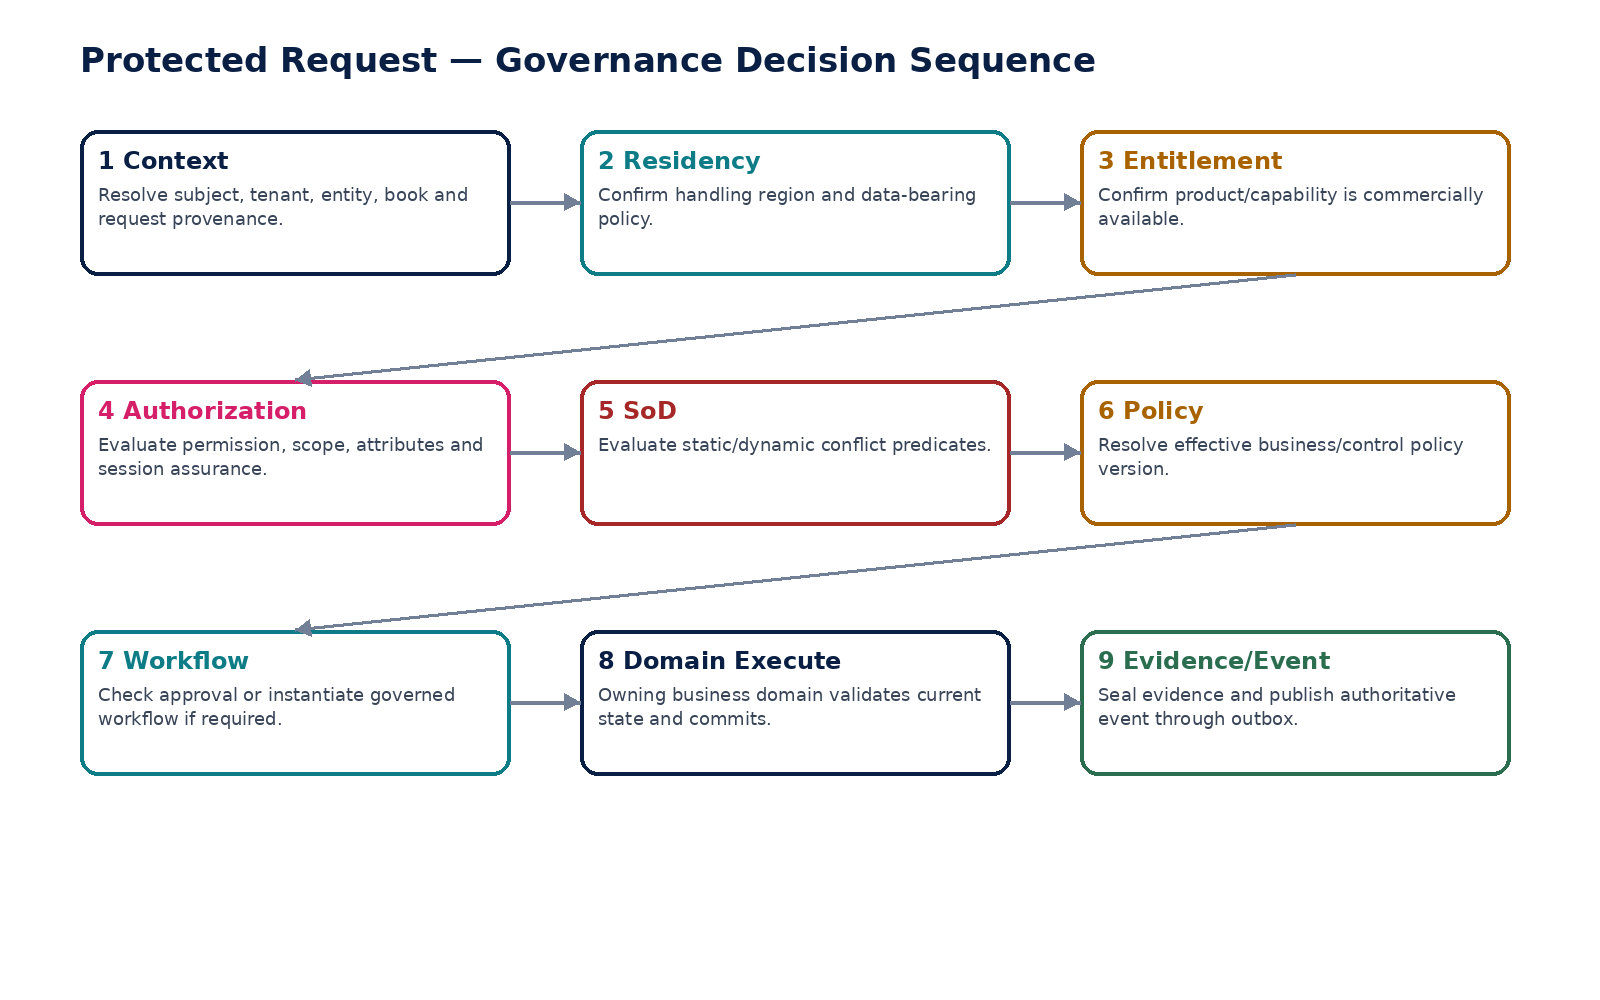 Protected Request — Governance Decision Sequence
1 Context
Resolve subject, tenant, entity, book and
request provenance.
2 Residency
Confirm handling region and data-bearing
policy.
3 Entitlement
Confirm product/capability is commercially
available.
4 Authorization
Evaluate permission, scope, attributes and
session assurance.
5 SoD
Evaluate static/dynamic conflict predicates.
6 Policy
Resolve effective business/control policy
version.
7 Workflow
Check approval or instantiate governed
workflow if required.
8 Domain Execute
Owning business domain validates current
state and commits.
9 Evidence/Event
Seal evidence and publish authoritative
event through outbox.